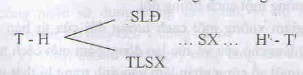 SLĐ
T - H … SX … H' - T'
TLSX